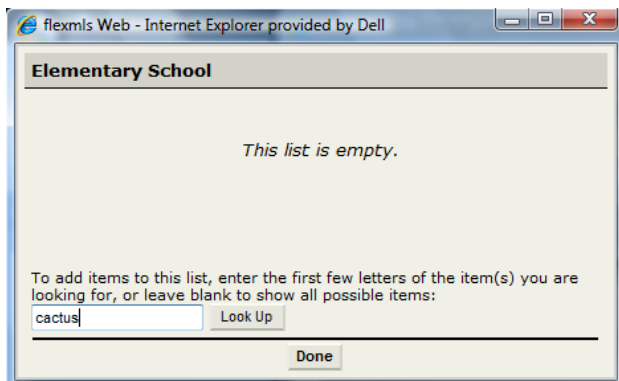 flexmls Web - Internet Explorer provided by Dell
Elementary School
This list is empty.
To add items to this list, enter the first few letters of the item(s) you are
looking for, or leave blank to show all possible items:
cactus Look Up
Done